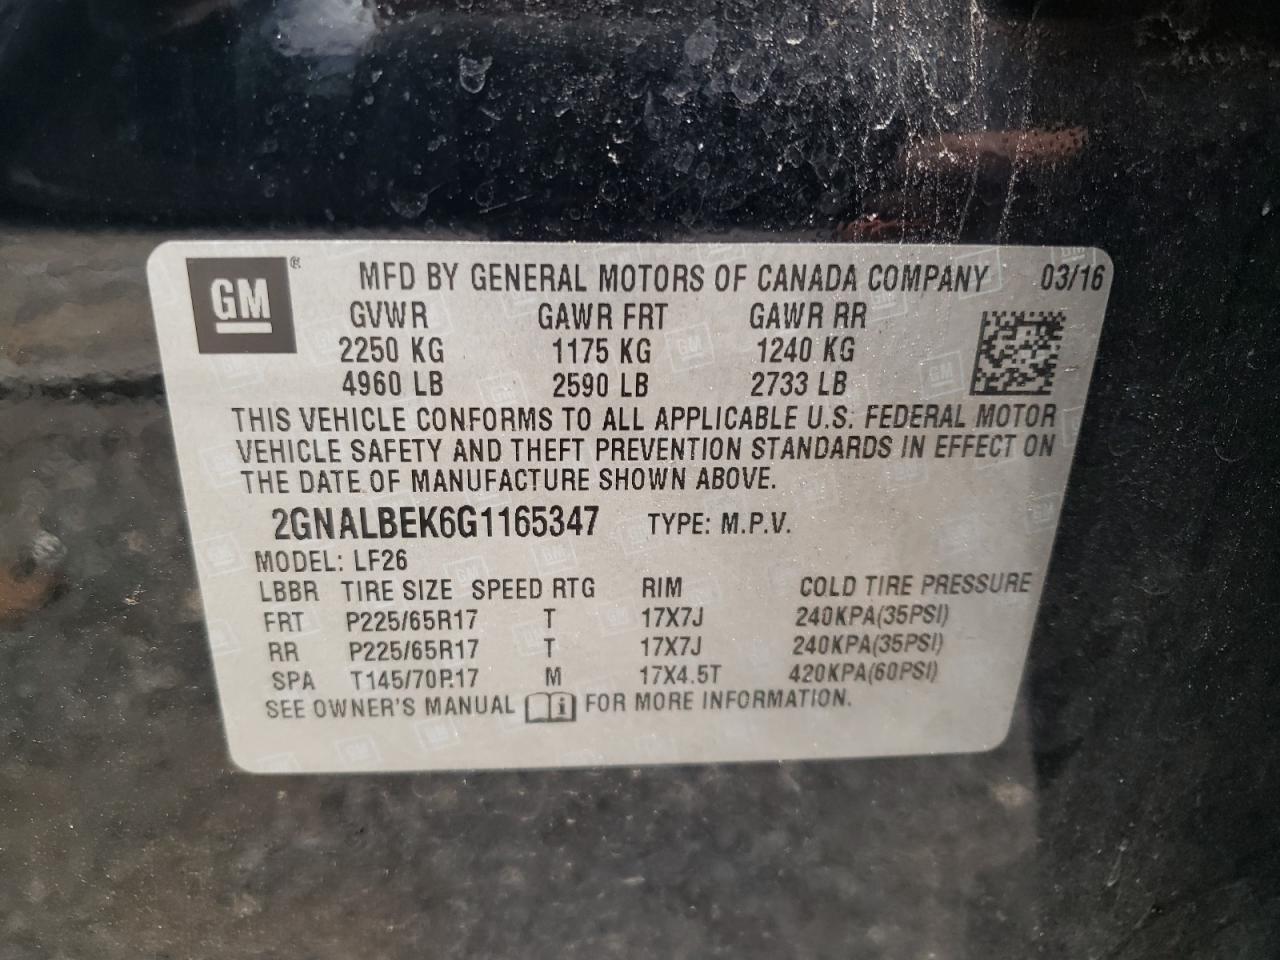 GM ® MFD BY GENERAL MOTORS OF CANADA COMPANY 03/16
GVWR GAWR FRT GAWR RR
2250 KG 1175 KG 1240 KG
4960 LB 2590 LB 2733 LB
THIS VEHICLE CONFORMS TO ALL APPLICABLE U.S. FEDERAL MOTOR
VEHICLE SAFETY AND THEFT PREVENTION STANDARDS IN EFFECT ON
THE DATE OF MANUFACTURE SHOWN ABOVE.
2GNALBEK6G1165347 TYPE: M.P.V.
MODEL: LF26
LBBR TIRE SIZE SPEED RTG RIM COLD TIRE PRESSURE
FRT P225/65R17 T 17X7J 240KPA(35PSI)
RR P225/65R17 T 17X7J 240KPA(35PSI)
SPA T145/70R17 M 17X4.5T 420KPA(60PSI)
SEE OWNER'S MANUAL i FOR MORE INFORMATION.